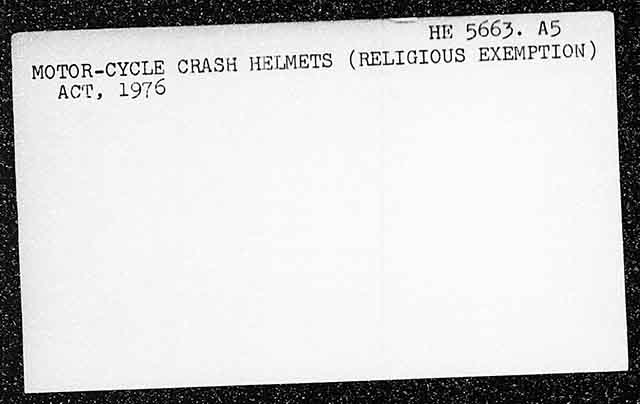 HE 5663. A5
MOTOR-CYCLE CRASH HELMETS (RELIGIOUS EXEMPTION)
ACT, 1976